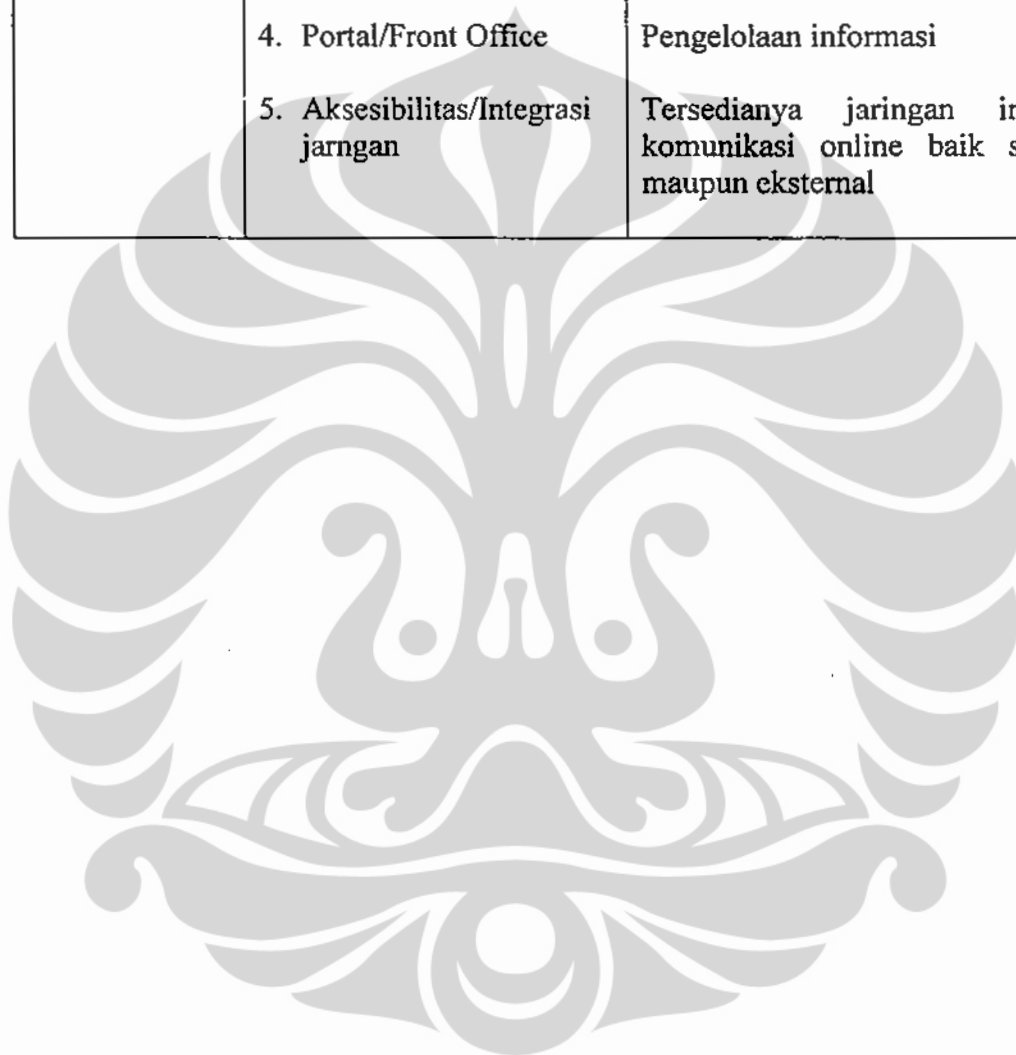 4. Portal/Front Office
Pengelolaan informasi
5. Aksesibilitas/Integrasi
jarngan
Tersedianya jaringan
komunikasi online baik
maupun eksternal